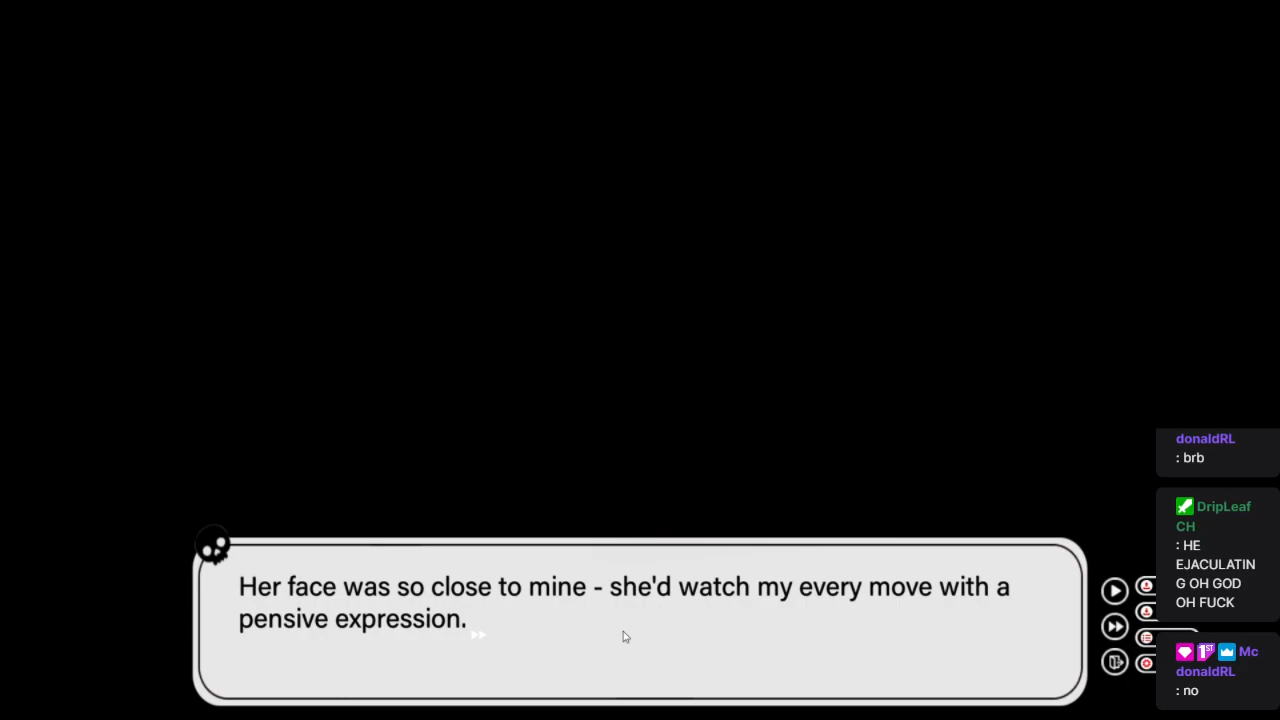 Her face was so close to mine - she'd watch my every move with a
pensive expression.
donaldRL
: brb
DripLeaf
CH
: HE
EJACULATIN
G OH GOD
OH FUCK
1ST Mc
donaldRL
: no